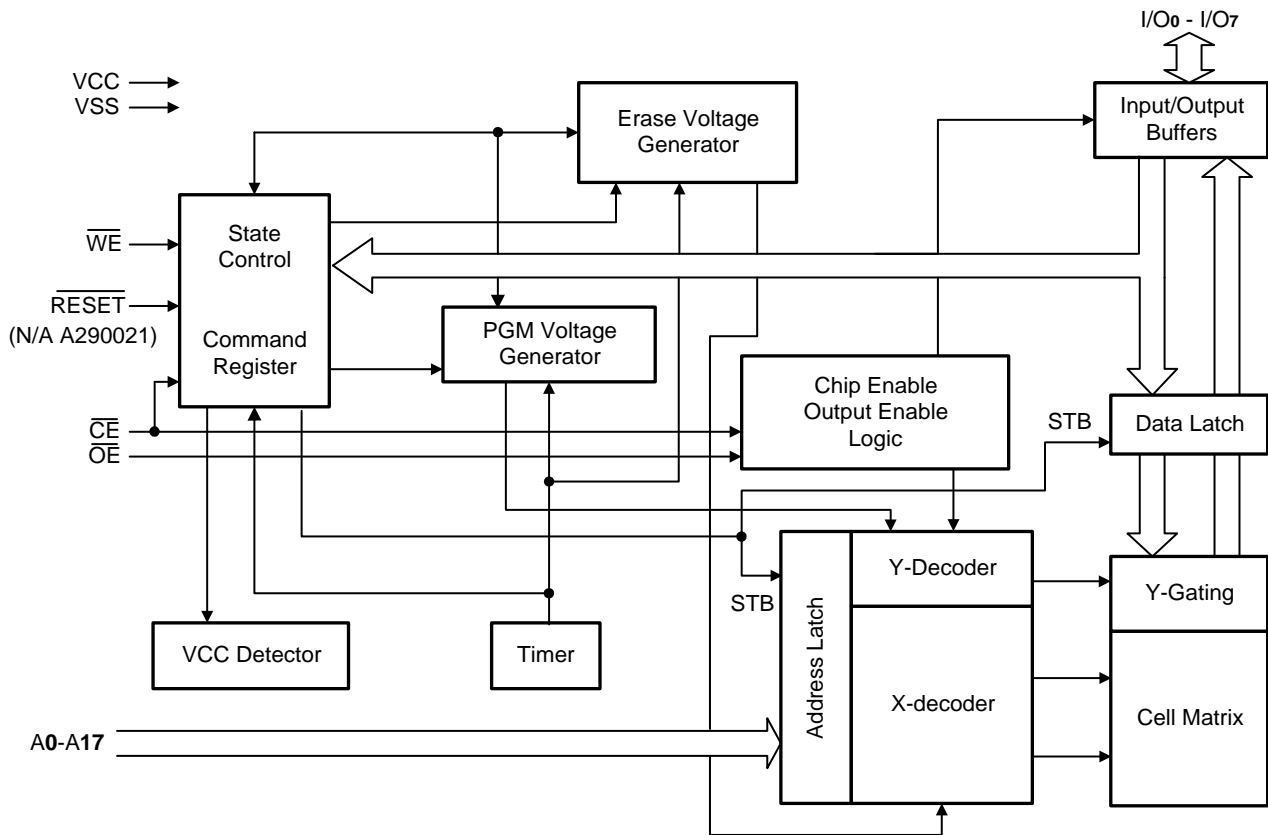 I/O0 - I/O7
VCC
VSS
Erase Voltage
Generator
Input/Output
Buffers
State
Control
WE
RESET
(N/A A290021)
Command
Register
PGM Voltage
Generator
Chip Enable
Output Enable
Logic
CE
OE
STB
Data Latch
STB
Address Latch
Y-Decoder
Y-Gating
VCC Detector
Timer
X-decoder
Cell Matrix
A0-A17